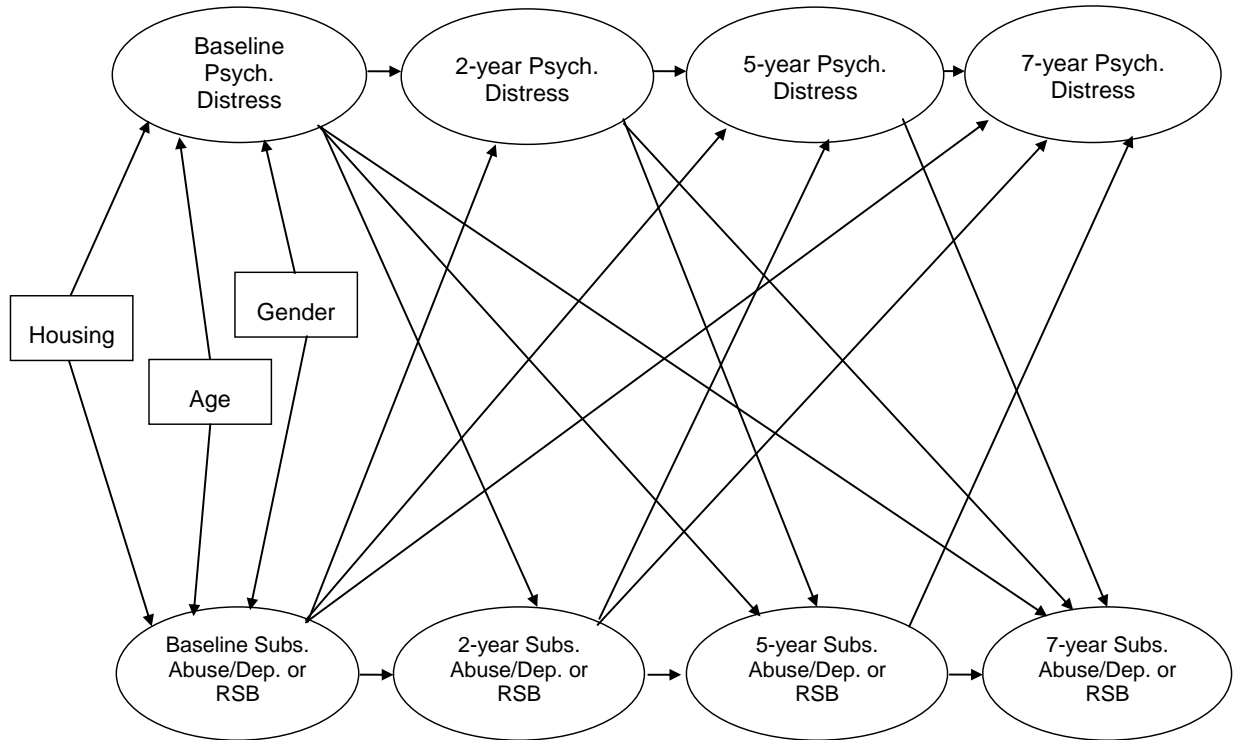 Baseline
Psych.
Distress
2-year Psych.
Distress
5-year Psych.
Distress
7-year Psych.
Distress
Housing
Age
Gender
Baseline Subs.
Abuse/Dep. or
RSB
2-year Subs.
Abuse/Dep. or
RSB
5-year Subs.
Abuse/Dep. or
RSB
7-year Subs.
Abuse/Dep. or
RSB